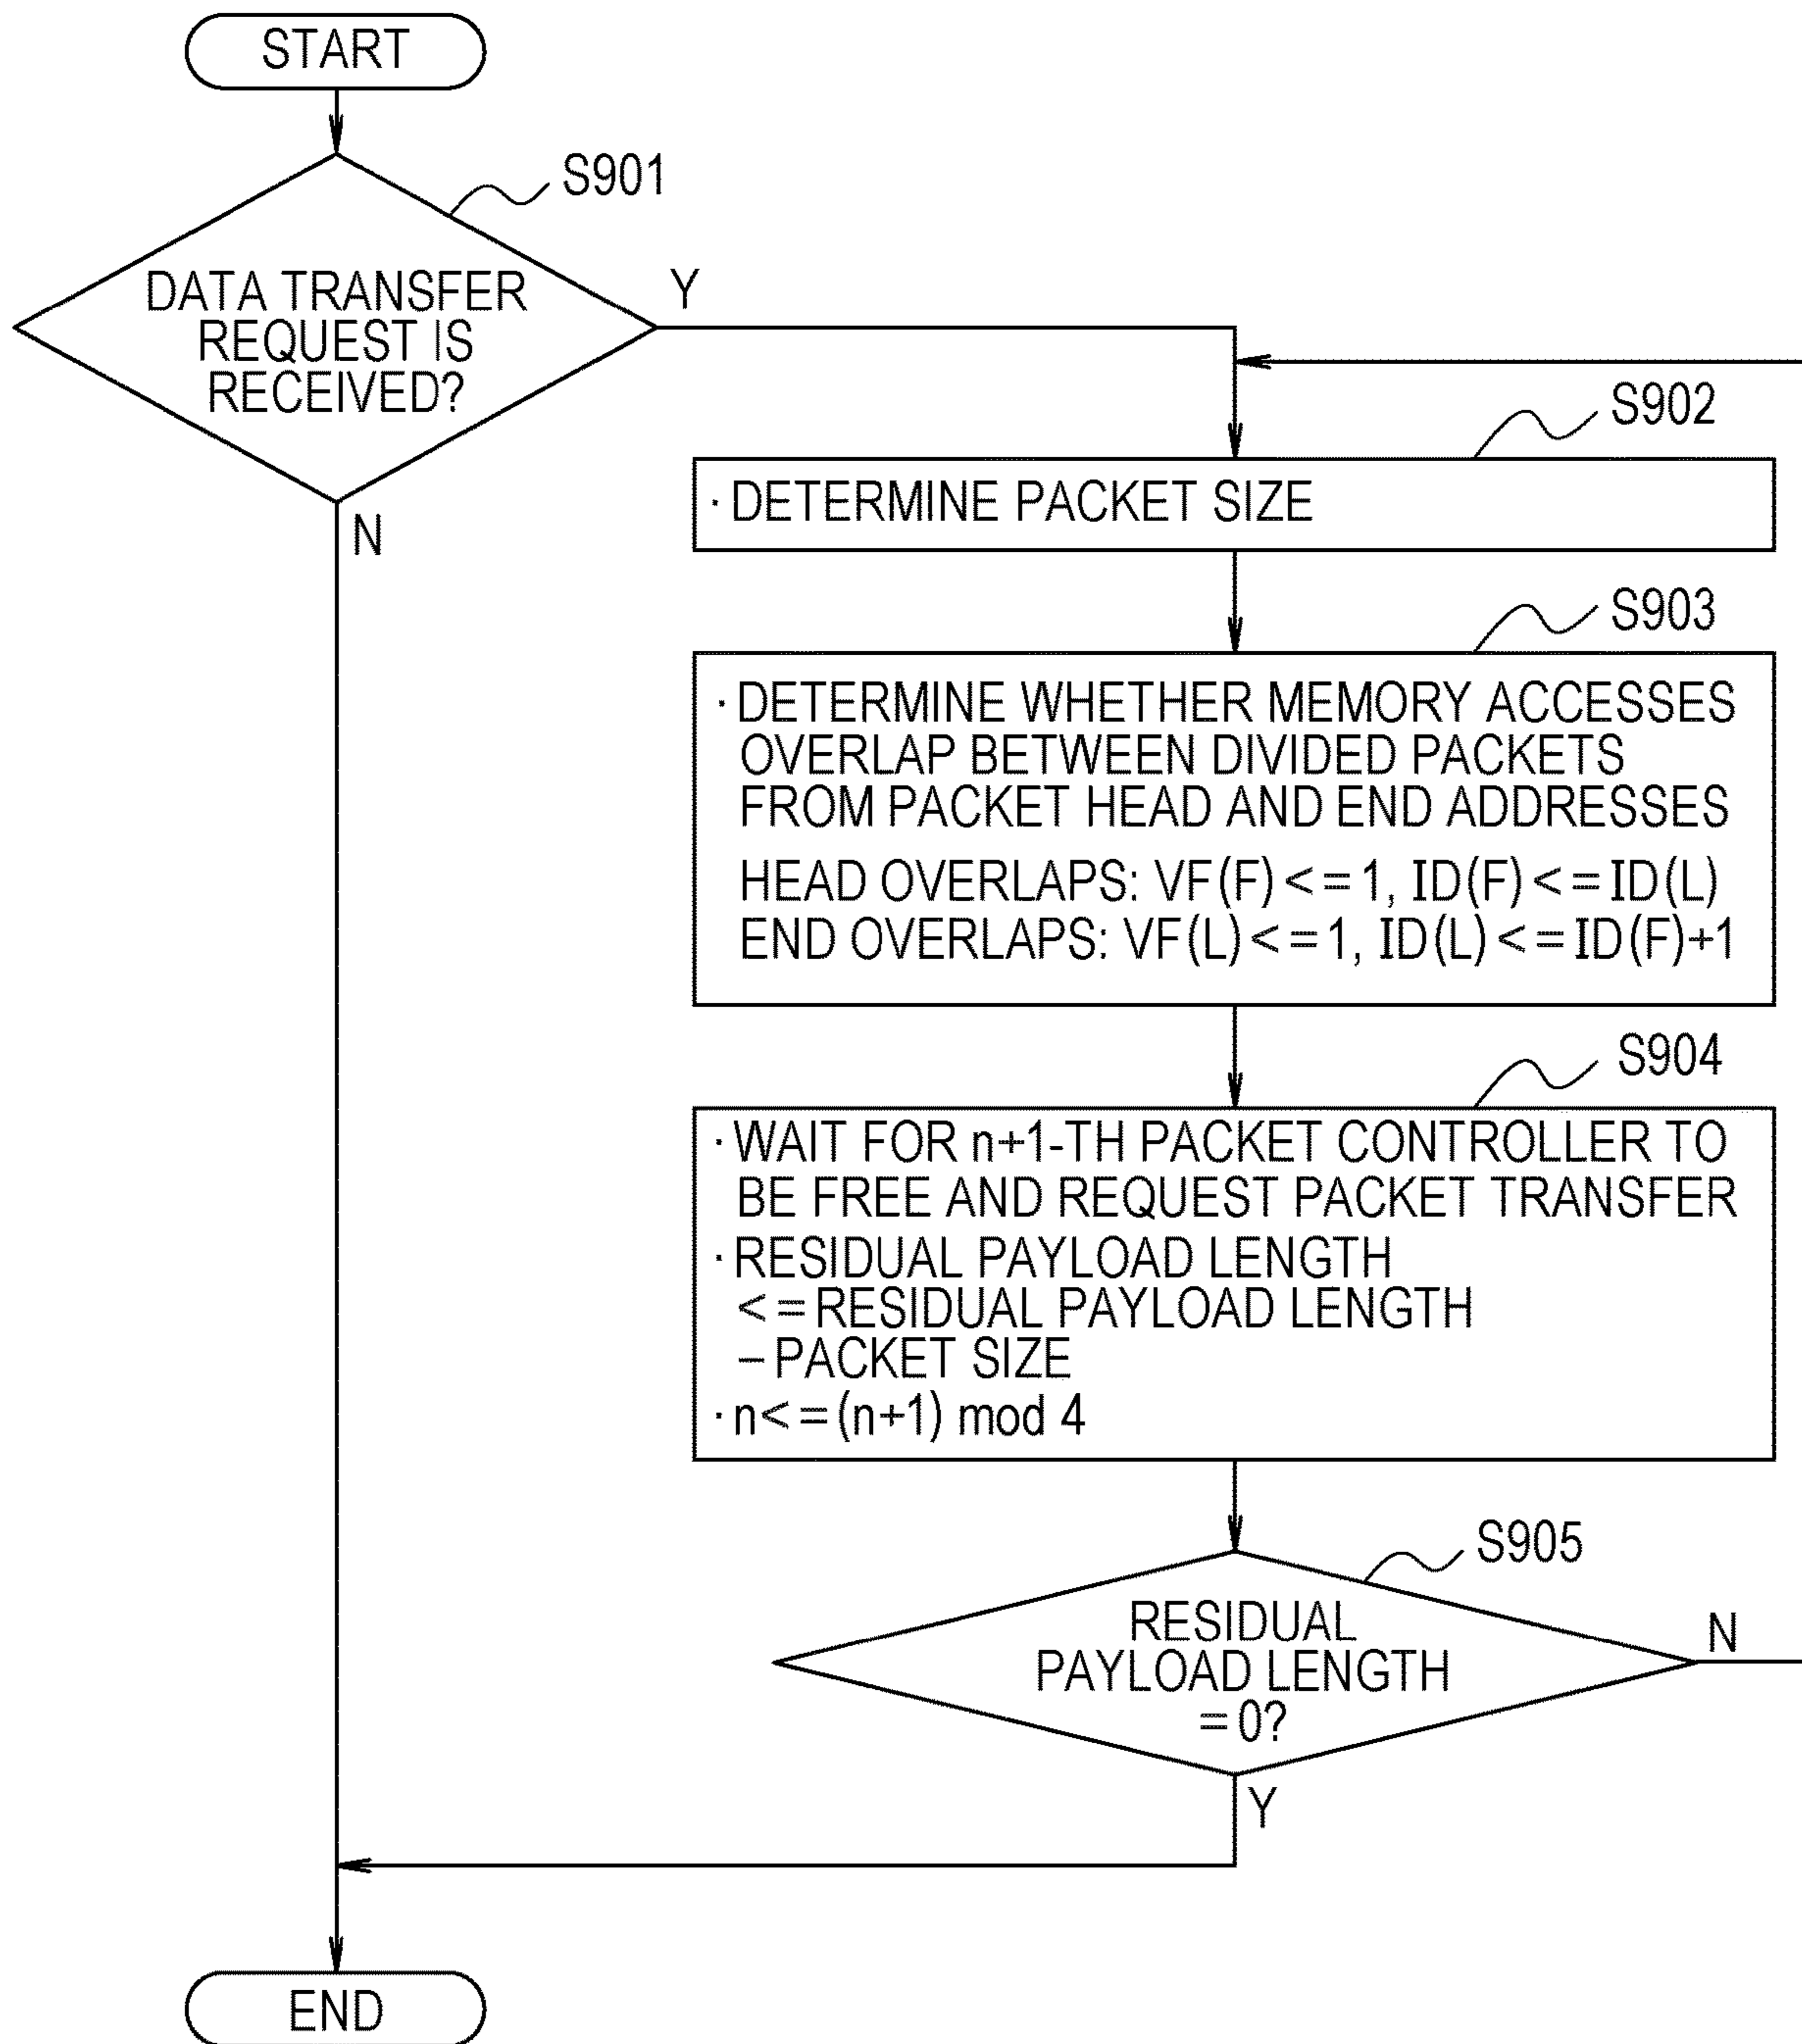 START
S901
DATA TRANSFER
REQUEST IS
RECEIVED?
Y
N
S902
· DETERMINE PACKET SIZE
S903
· DETERMINE WHETHER MEMORY ACCESSES
OVERLAP BETWEEN DIVIDED PACKETS
FROM PACKET HEAD AND END ADDRESSES
HEAD OVERLAPS: VF(F) <=1, ID(F) <=ID(L)
END OVERLAPS: VF(L) <=1, ID(L) <=ID(F)+1
S904
· WAIT FOR n+1-TH PACKET CONTROLLER TO
BE FREE AND REQUEST PACKET TRANSFER
· RESIDUAL PAYLOAD LENGTH
<=RESIDUAL PAYLOAD LENGTH
–PACKET SIZE
· n<=(n+1) mod 4
S905
RESIDUAL
PAYLOAD LENGTH
=0?
N
Y
END